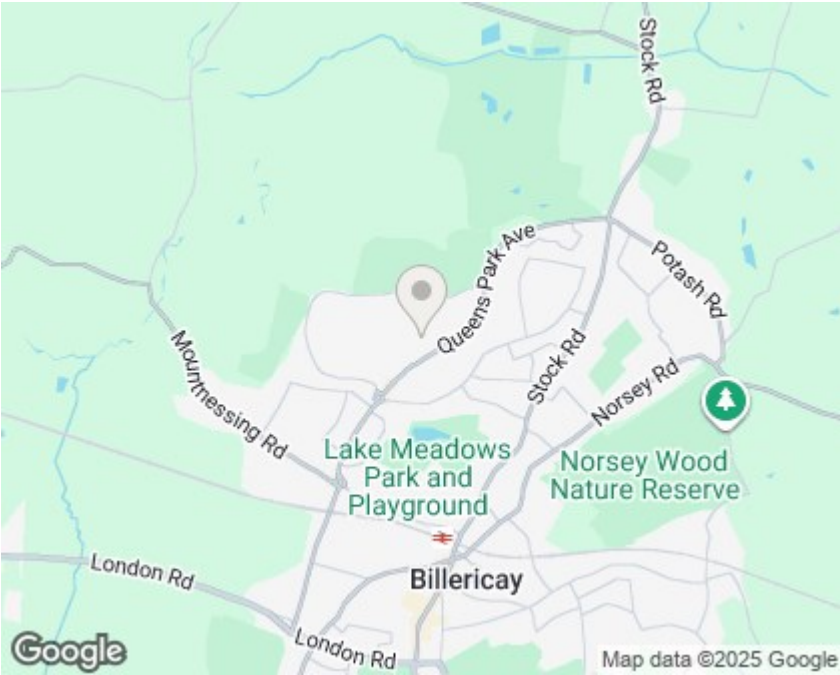 Stock Rd
Queens Park Ave
Potash Rd
Mountnessing Rd
Stock Rd
Norsey Rd
Lake Meadows
Park and
Playground
Norsey Wood
Nature Reserve
London Rd
Billericay
London Rd
Google
Map data ©2025 Google